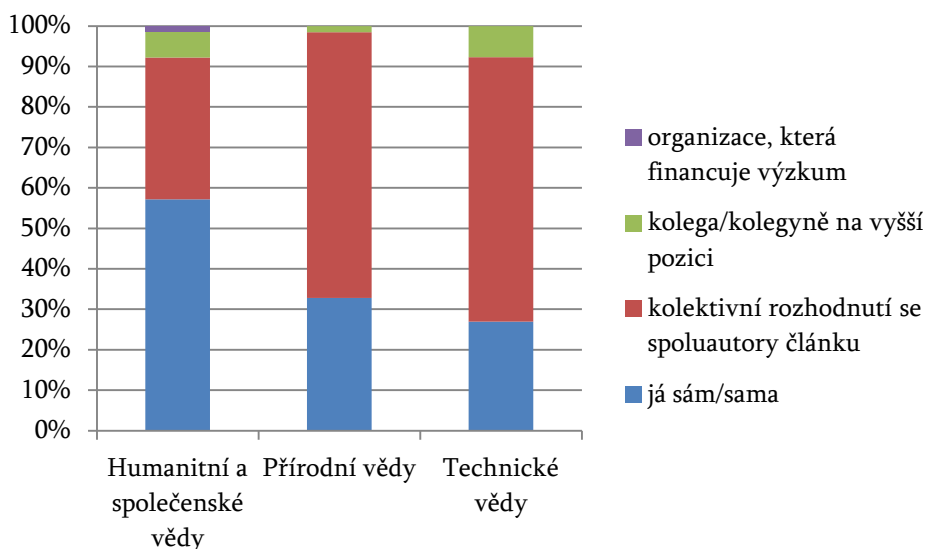 100%
90%
80%
70%
60%
50%
40%
30%
20%
10%
0%
Humanitní a
společenské
vědy
Přírodní vědy
Technické
vědy
organizace, která
financuje výzkum
kolega/kolegyně na vyšší
pozici
kolektivní rozhodnutí se
spoluautory článku
já sám/sama